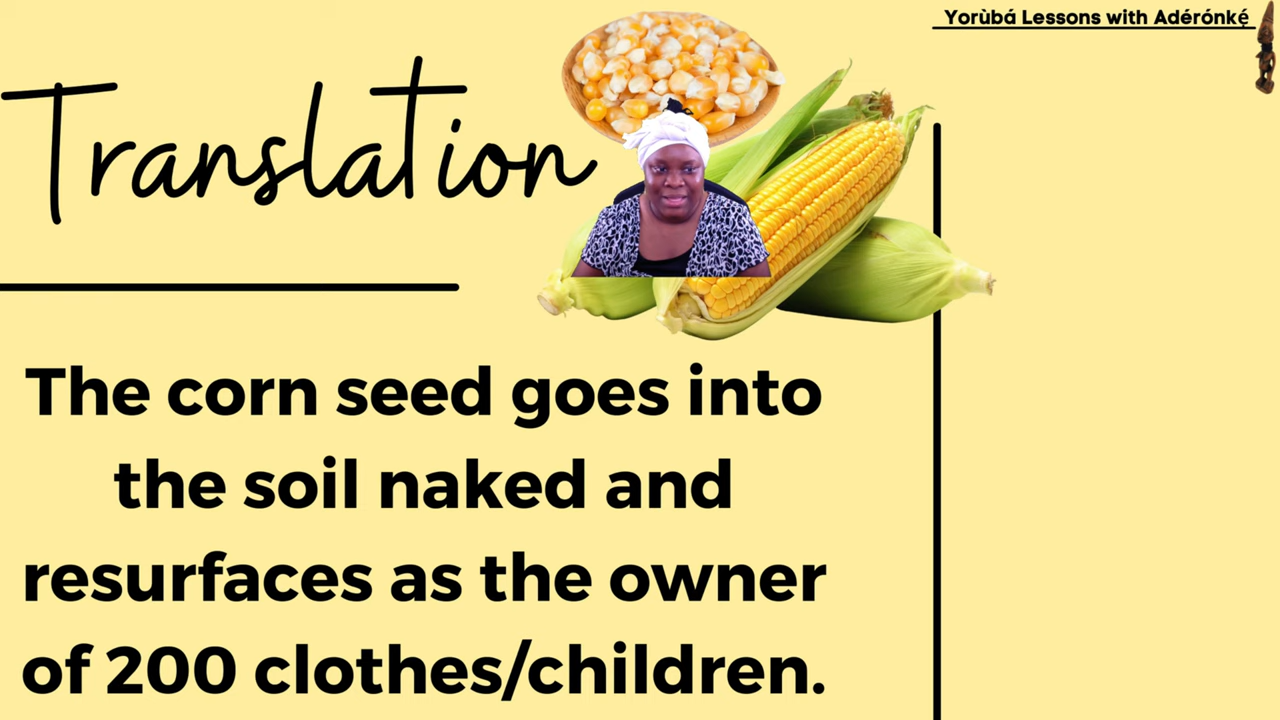 Yorùbá Lessons with Adérónkẹ́
Translation
The corn seed goes into
the soil naked and
resurfaces as the owner
of 200 clothes/children.